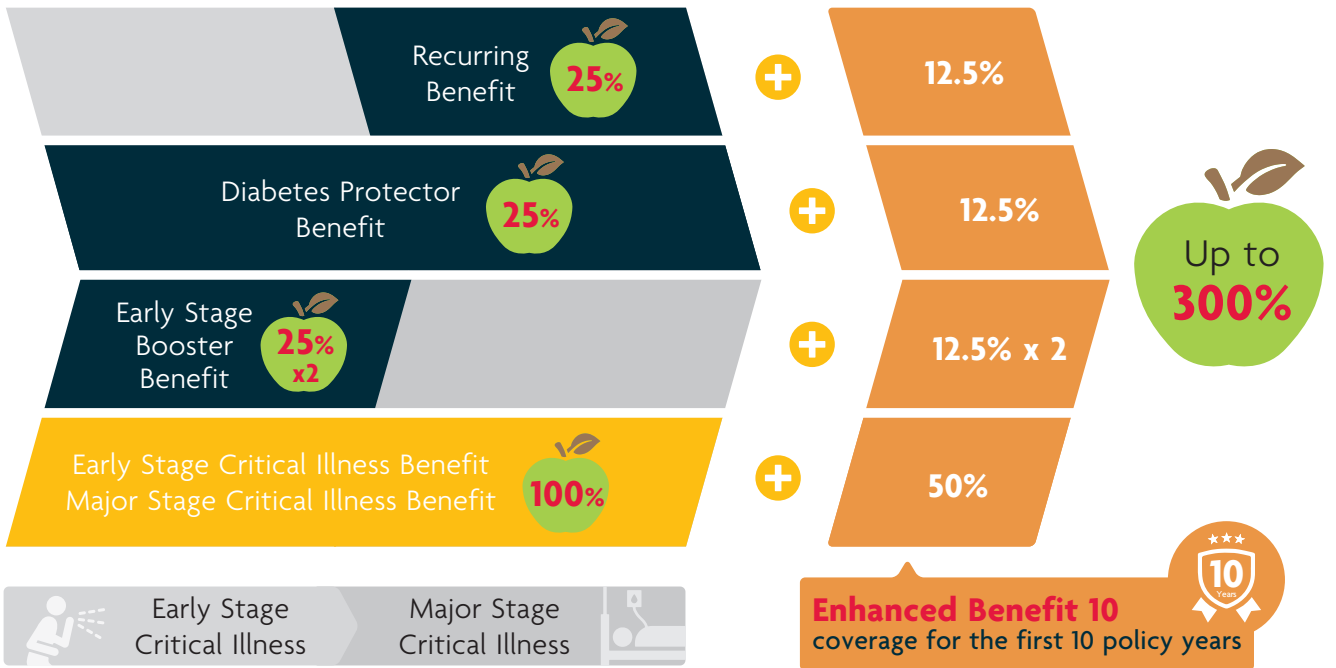 Recurring
Benefit
25%
12.5%
Diabetes Protector
Benefit
25%
12.5%
Up to
300%
Early Stage
Booster
Benefit
25%
x2
12.5% x 2
Early Stage Critical Illness Benefit
Major Stage Critical Illness Benefit
100%
50%
Early Stage
Critical Illness
Major Stage
Critical Illness
10
Years
Enhanced Benefit 10
coverage for the first 10 policy years